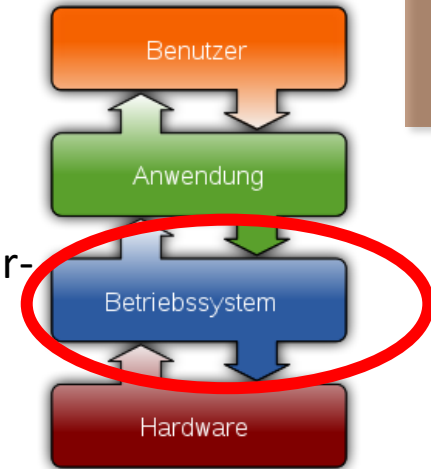 Benutzer
Anwendung
r-
Betriebssystem
Hardware